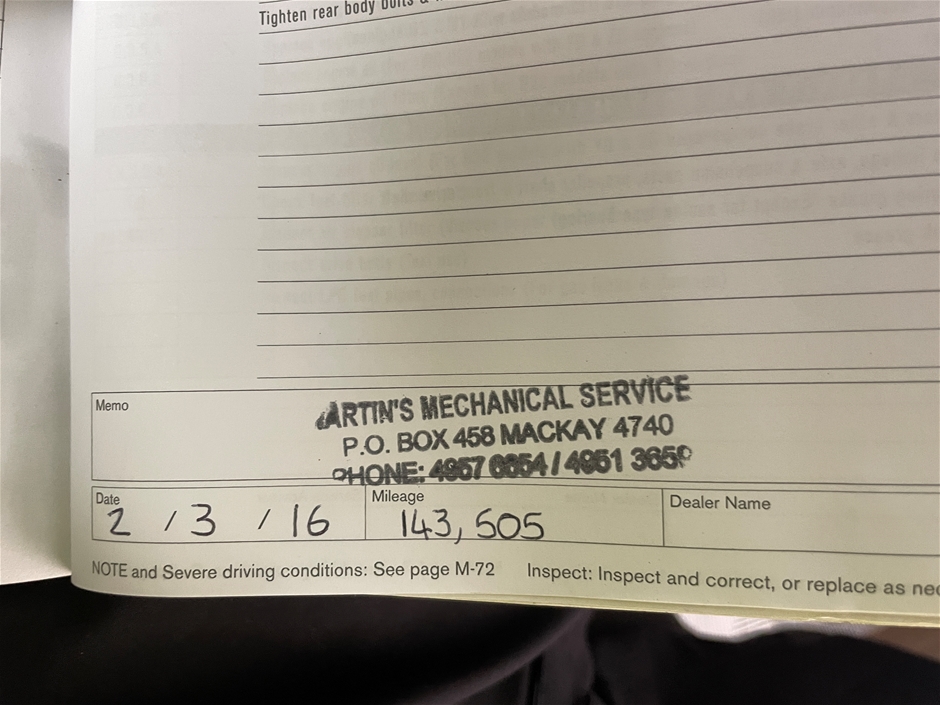 Tighten rear body bolts &
Memo
ARTIN'S MECHANICAL SERVICE
P.O. BOX 458 MACKAY 4740
PHONE: 4957 6654 / 4951 3659
Date
2 / 3 / 16
Mileage
143,505
Dealer Name
NOTE and Severe driving conditions: See page M-72
Inspect: Inspect and correct, or replace as nec